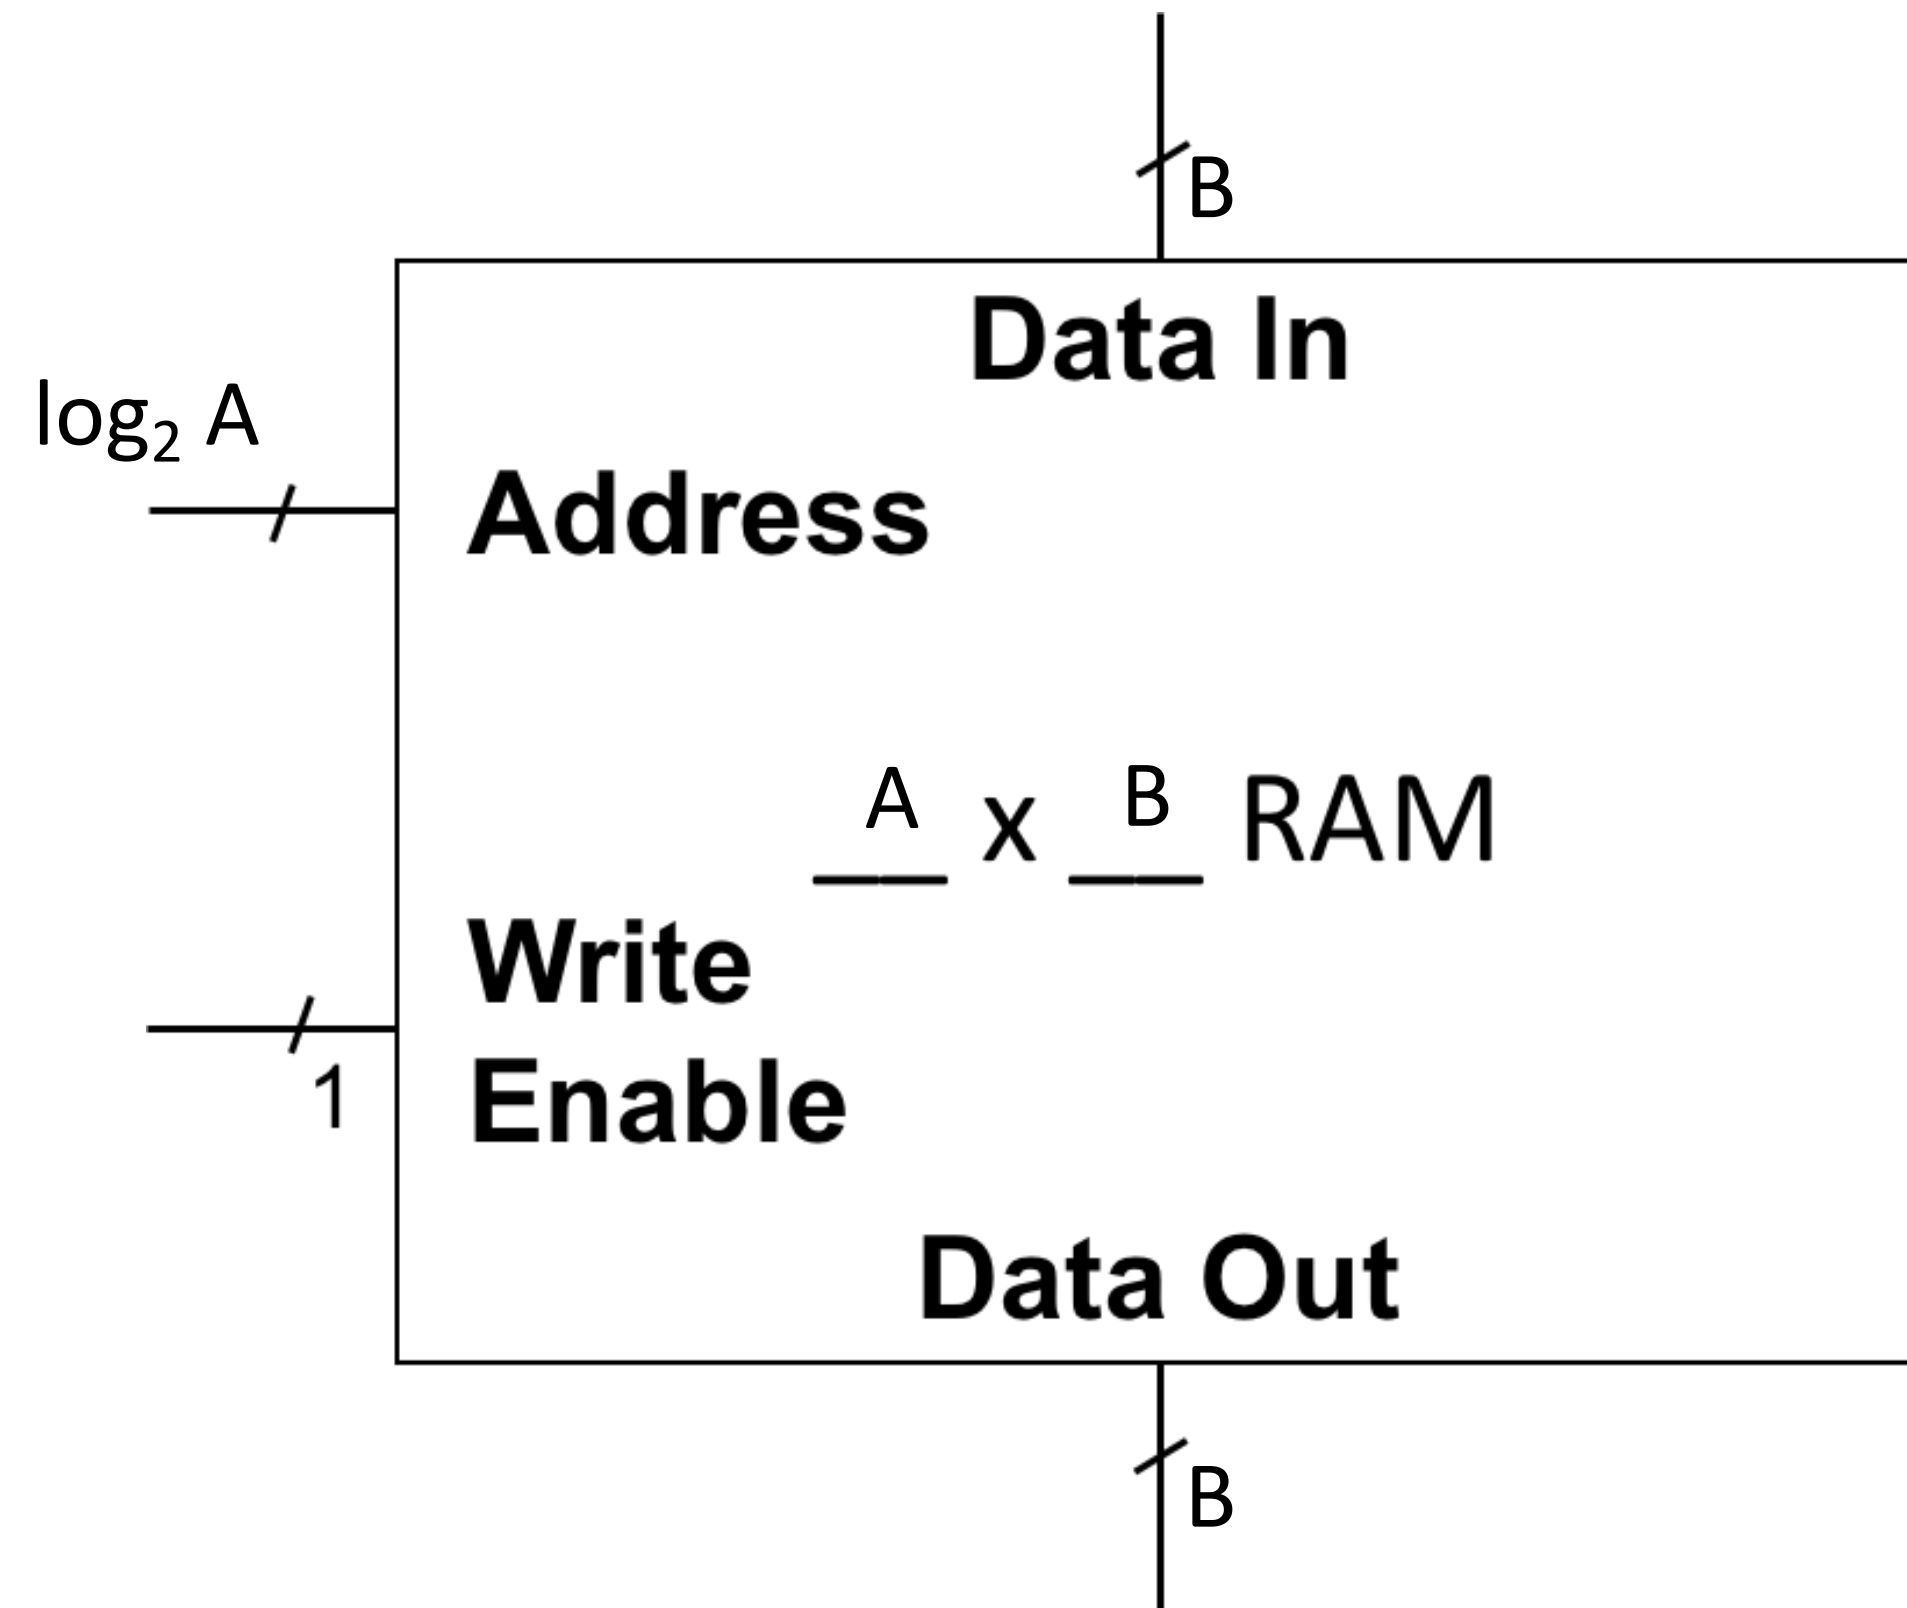 B
Data In
log₂ A
Address
A x B RAM
Write
Enable
1
Data Out
B